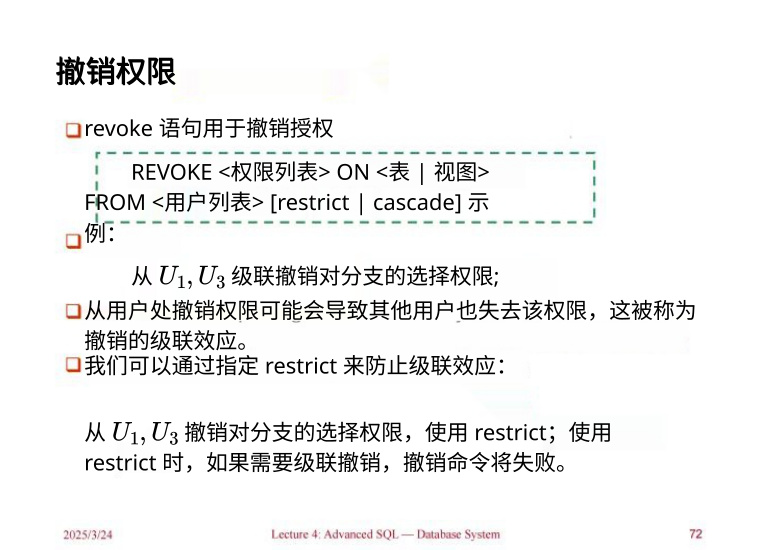 撤销权限
revoke 语句用于撤销授权
REVOKE <权限列表> ON <表 | 视图>
FROM <用户列表> [restrict | cascade] 示
例：
从 U₁, U₃ 级联撤销对分支的选择权限;
从用户处撤销权限可能会导致其他用户也失去该权限，这被称为
撤销的级联效应。
我们可以通过指定 restrict 来防止级联效应：
从 U₁, U₃ 撤销对分支的选择权限，使用 restrict；使用
restrict 时，如果需要级联撤销，撤销命令将失败。
2025/3/24 Lecture 4: Advanced SQL — Database System 72